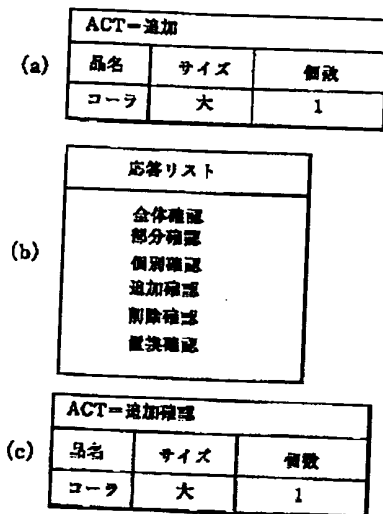 (a)
ACT=追加
品名 サイズ 個数
コーラ 大 1
(b)
応答リスト
全体確認
部分確認
個別確認
追加確認
削除確認
置換確認
(c)
ACT=追加確認
品名 サイズ 個数
コーラ 大 1